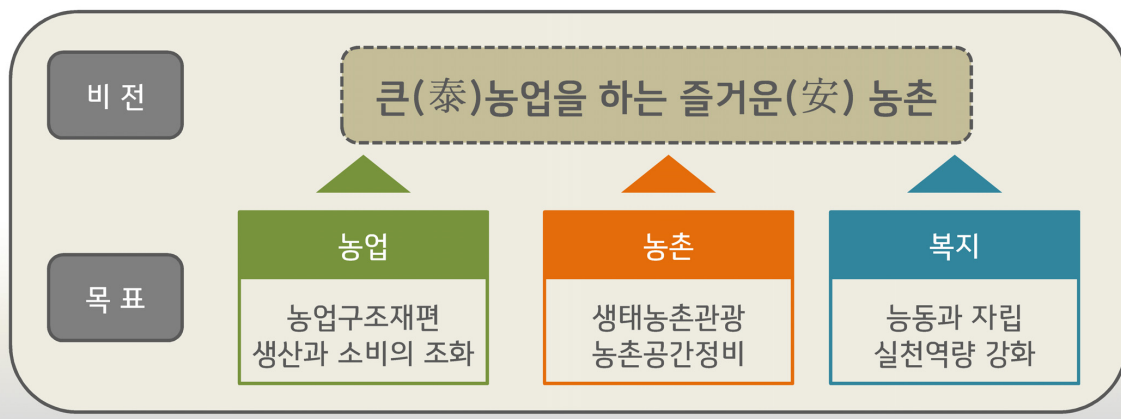 비 전
큰(泰)농업을 하는 즐거운(安) 농촌
목 표
농업
농업구조재편
생산과 소비의 조화
농촌
생태농촌관광
농촌공간정비
복지
능동과 자립
실천역량 강화